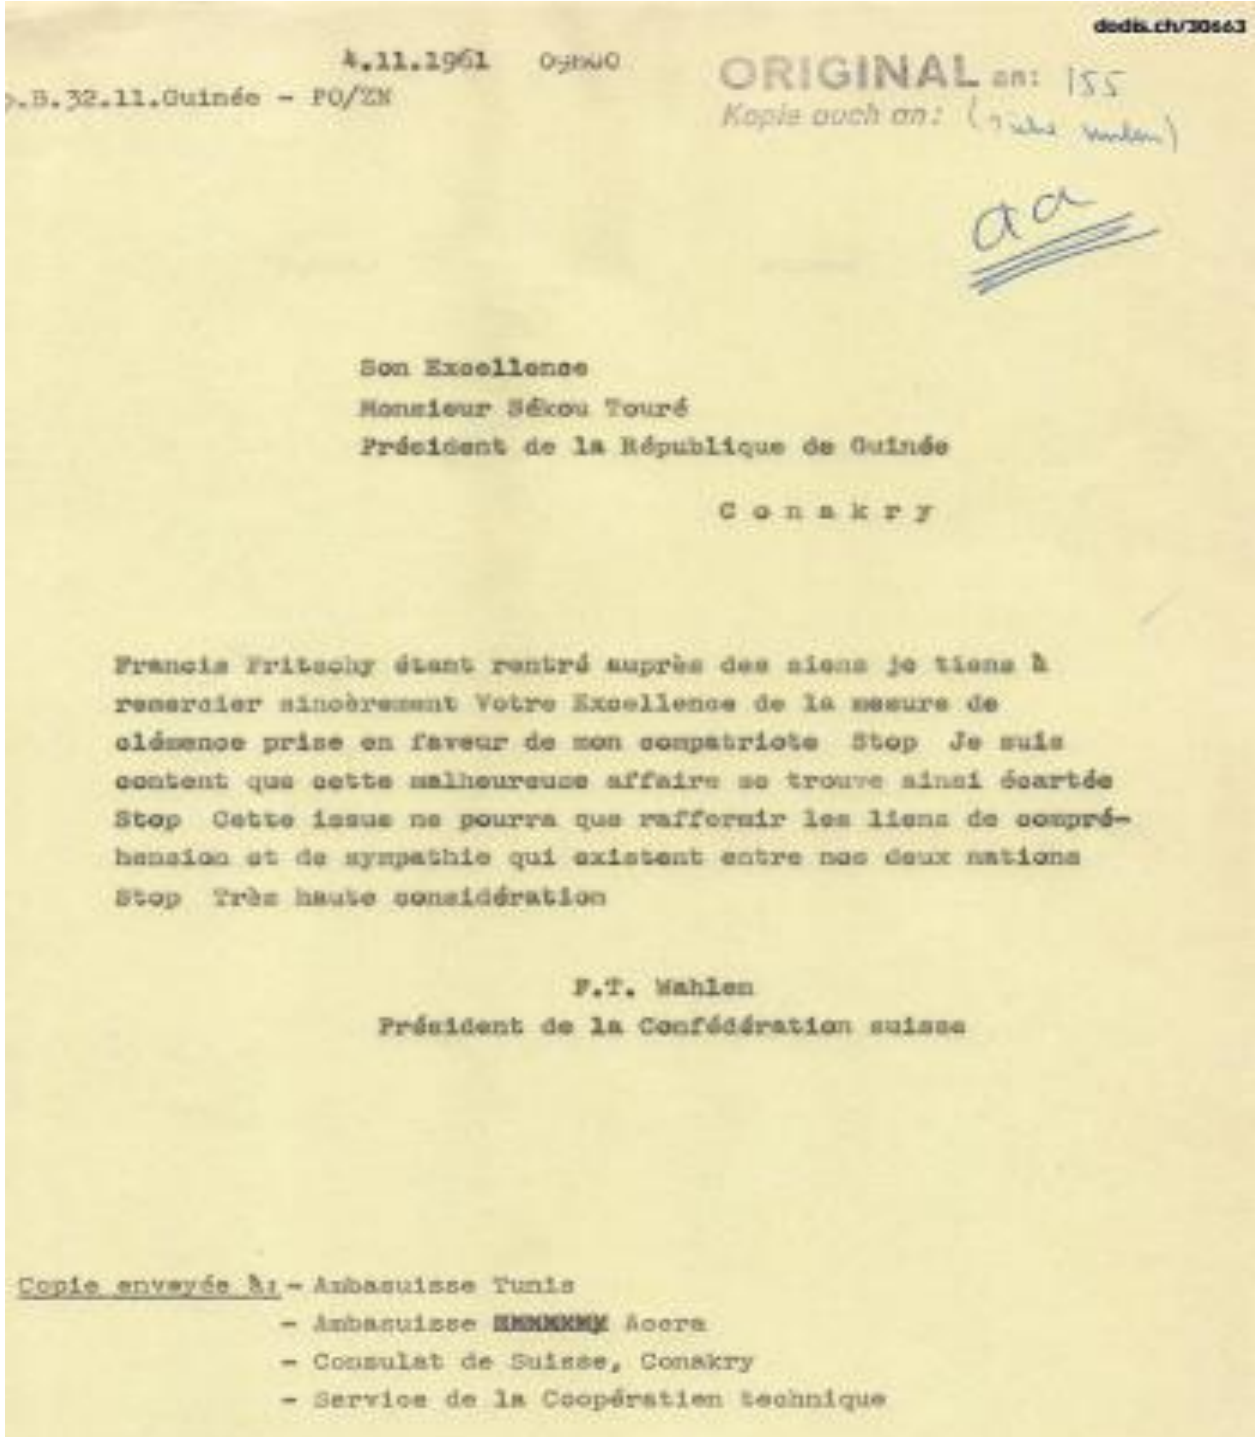 dodis.ch/30663
4.11.1961 09h00
.B.32.11.Guinée - PO/ZN
ORIGINAL an: 155
Kopie auch an: (siehe unten)
aa
Son Excellence
Monsieur Sékou Touré
Président de la République de Guinée
C o n a k r y
Francis Fritschy étant rentré auprès des siens je tiens à
remercier sincèrement Votre Excellence de la mesure de
clémence prise en faveur de mon compatriote Stop Je suis
content que cette malheureuse affaire se trouve ainsi écartée
Stop Cette issue ne pourra que raffermir les liens de compré-
hension et de sympathie qui existent entre nos deux nations
Stop Très haute considération
F.T. Wahlen
Président de la Confédération suisse
Copie envoyée à: - Ambasuisse Tunis
- Ambasuisse Accra
- Consulat de Suisse, Conakry
- Service de la Coopération technique